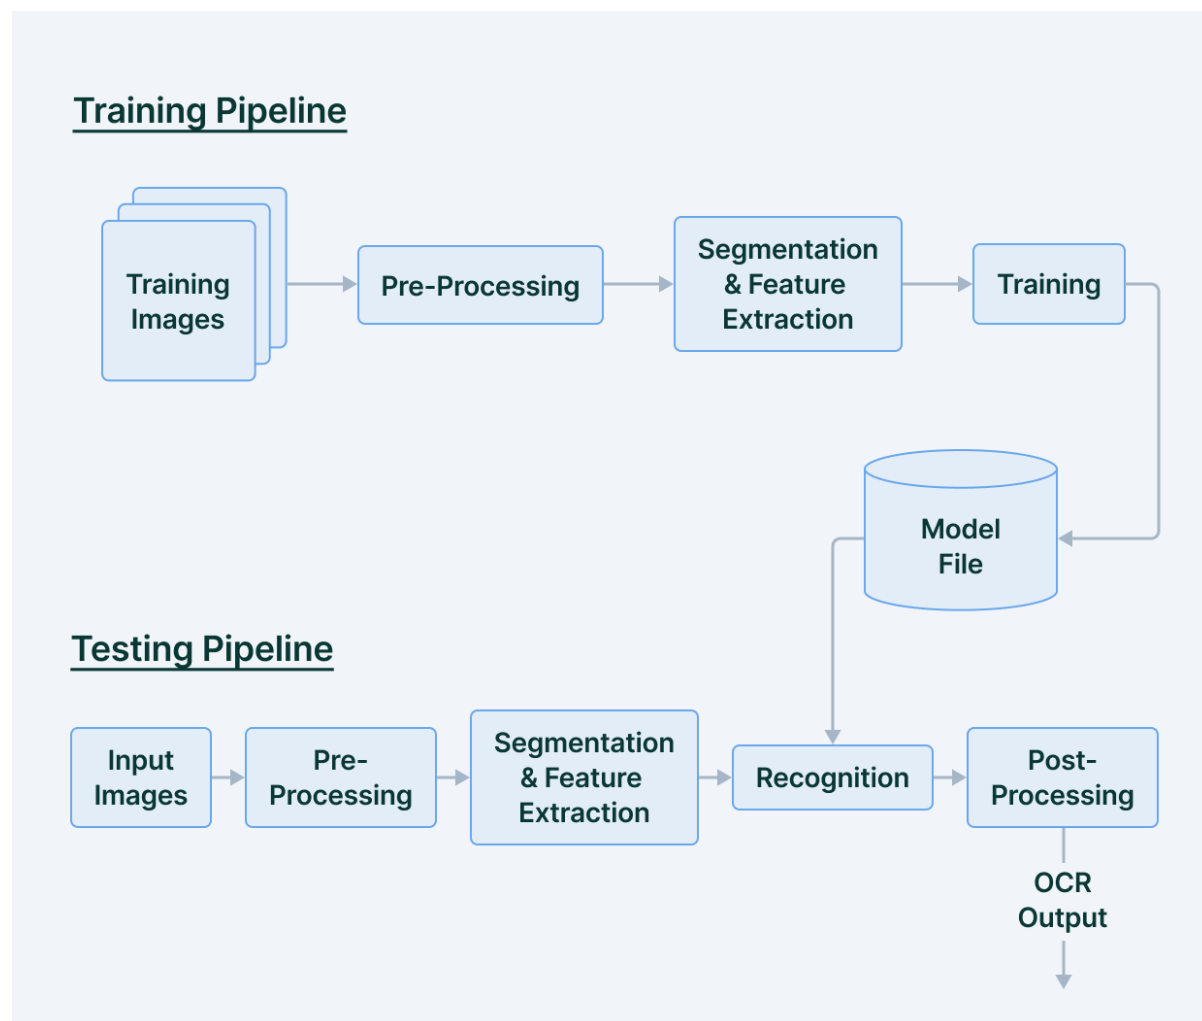 Training Pipeline
Training
Images
Pre-Processing
Segmentation
& Feature
Extraction
Training
Model
File
Testing Pipeline
Input
Images
Pre-
Processing
Segmentation
& Feature
Extraction
Recognition
Post-
Processing
OCR
Output